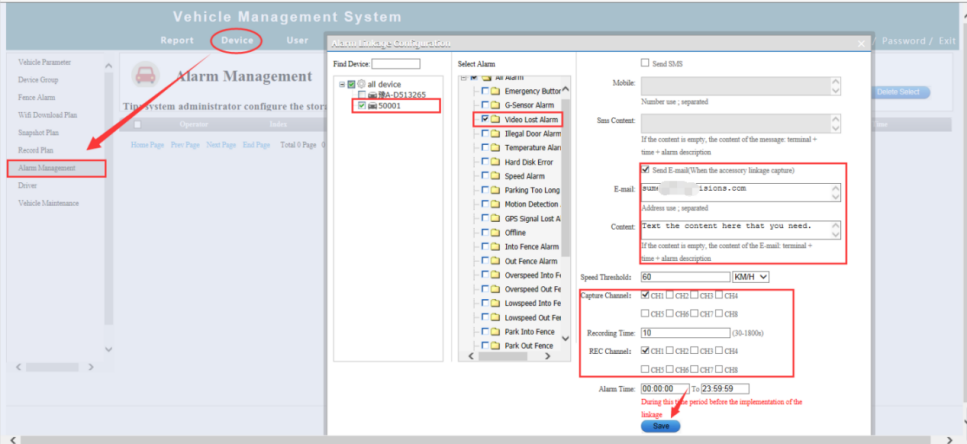 Vehicle Management System
Report Device User / Password / Exit
Vehicle Parameter
Device Group
Fence Alarm
Wifi Download Plan
Snapshot Plan
Record Plan
Alarm Management
Driver
Vehicle Maintenance
Alarm Management
system administrator configure the stor
Operator Index
Home Page Prev Page Next Page End Page Total 0 Page 0
Delete Select
Alarm Linkage Configuration
Find Device:
all device
豫A-D513265
50001
Select Alarm
All Alarm
Emergency Button
G-Sensor Alarm
Video Lost Alarm
Illegal Door Alarm
Temperature Alarm
Hard Disk Error
Speed Alarm
Parking Too Long
Motion Detection
GPS Signal Lost A
Offline
Into Fence Alarm
Out Fence Alarm
Overspeed Into Fe
Overspeed Out Fe
Lowspeed Into Fe
Lowspeed Out Fe
Park Into Fence
Park Out Fence
Send SMS
Mobile:
Number use ; separated
Sms Content:
If the content is empty, the content of the message: terminal +
time + alarm description
Send E-mail(When the accessory linkage capture)
E-mail: isions.com
Address use ; separated
Content: Text the content here that you need.
If the content is empty, the content of the E-mail: terminal +
time + alarm description
Speed Threshold: 60 KM/H
Capture Channel: CH1 CH2 CH3 CH4
CH5 CH6 CH7 CH8
Recording Time: 10 (30-1800s)
REC Channel: CH1 CH2 CH3 CH4
CH5 CH6 CH7 CH8
Alarm Time: 00:00:00 To 23:59:59
During this time period before the implementation of the
linkage
Save